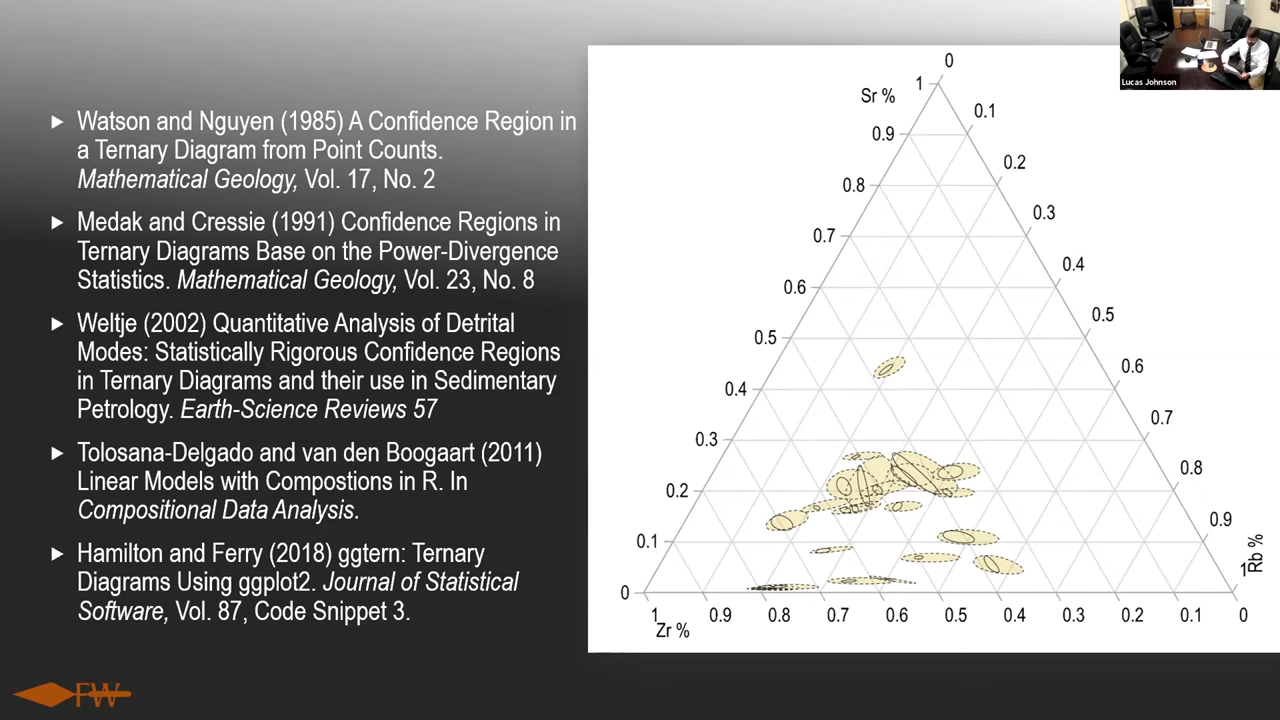 Watson and Nguyen (1985) A Confidence Region in
a Ternary Diagram from Point Counts.
Mathematical Geology, Vol. 17, No. 2
Medak and Cressie (1991) Confidence Regions in
Ternary Diagrams Base on the Power-Divergence
Statistics. Mathematical Geology, Vol. 23, No. 8
Weltje (2002) Quantitative Analysis of Detrital
Modes: Statistically Rigorous Confidence Regions
in Ternary Diagrams and their use in Sedimentary
Petrology. Earth-Science Reviews 57
Tolosana-Delgado and van den Boogaart (2011)
Linear Models with Compostions in R. In
Compositional Data Analysis.
Hamilton and Ferry (2018) ggtern: Ternary
Diagrams Using ggplot2. Journal of Statistical
Software, Vol. 87, Code Snippet 3.
FW
Lucas Johnson
0
1
Sr %
0.1
0.9
0.2
0.8
0.3
0.7
0.4
0.6
0.5
0.5
0.6
0.4
0.7
0.3
0.8
0.2
0.9
0.1
1
Rb %
0
1 0.9 0.8 0.7 0.6 0.5 0.4 0.3 0.2 0.1 0
Zr %